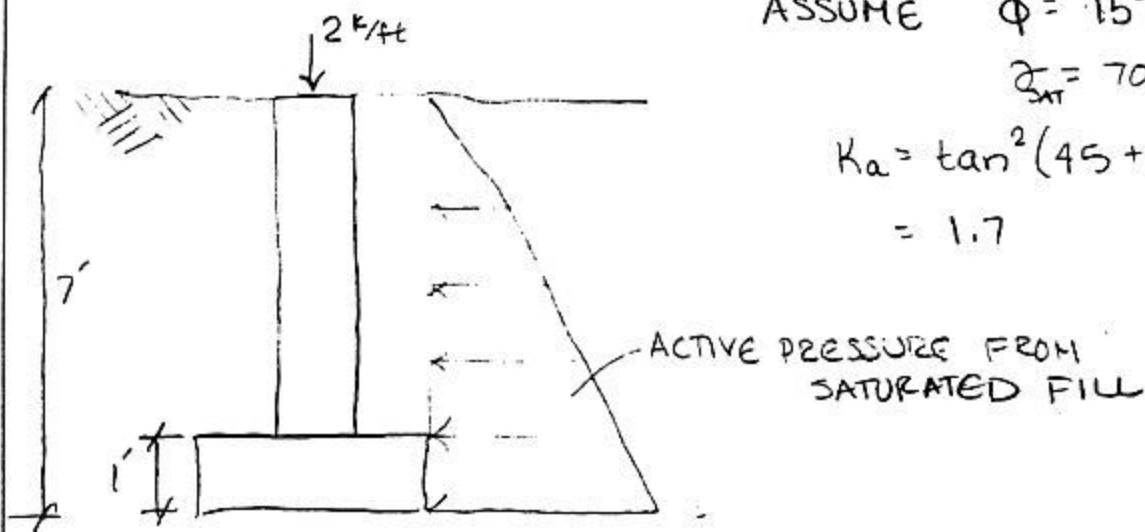 2 k/ft
ASSUME φ = 15
γSAT = 70
Ka = tan²(45 +
= 1.7
7'
ACTIVE PRESSURE FROM
SATURATED FILL
1'